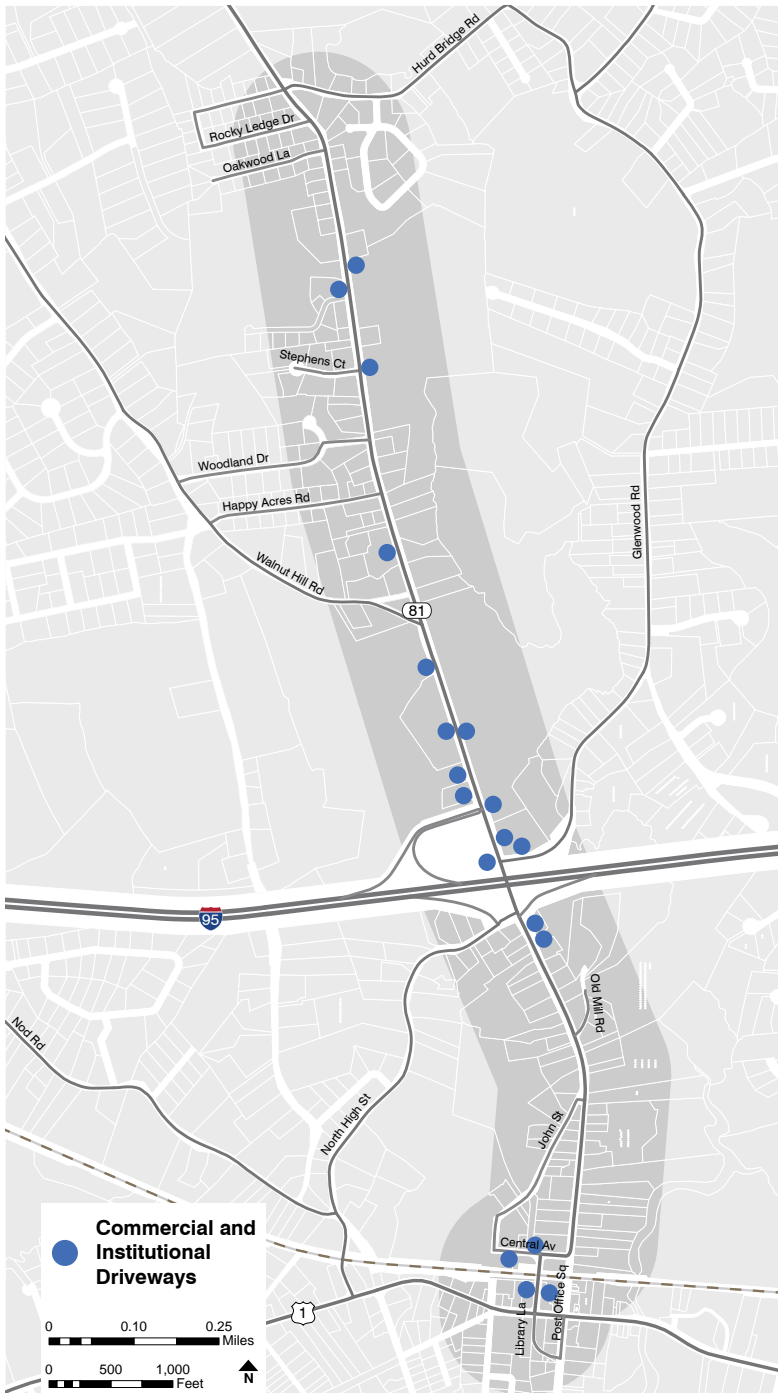 Hurd Bridge Rd
Rocky Ledge Dr
Oakwood La
Stephens Ct
Woodland Dr
Happy Acres Rd
Glenwood Rd
Walnut Hill Rd
81
95
Old Mill Rd
Nod Rd
North High St
John St
Central Av
Post Office Sq
Library La
1
Commercial and
Institutional
Driveways
0 0.10 0.25
Miles
0 500 1,000
Feet
N